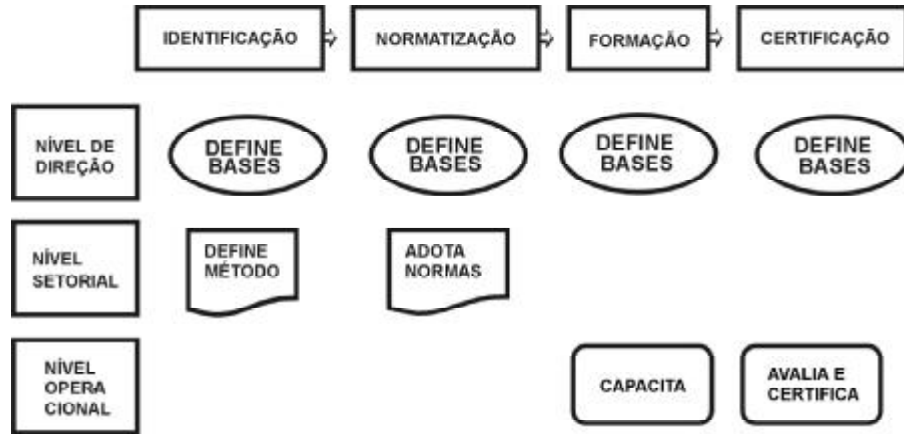 IDENTIFICAÇÃO
NORMATIZAÇÃO
FORMAÇÃO
CERTIFICAÇÃO
NÍVEL DE
DIREÇÃO
DEFINE
BASES
DEFINE
BASES
DEFINE
BASES
DEFINE
BASES
NÍVEL
SETORIAL
DEFINE
MÉTODO
ADOTA
NORMAS
NÍVEL
OPERA
CIONAL
CAPACITA
AVALIA E
CERTIFICA